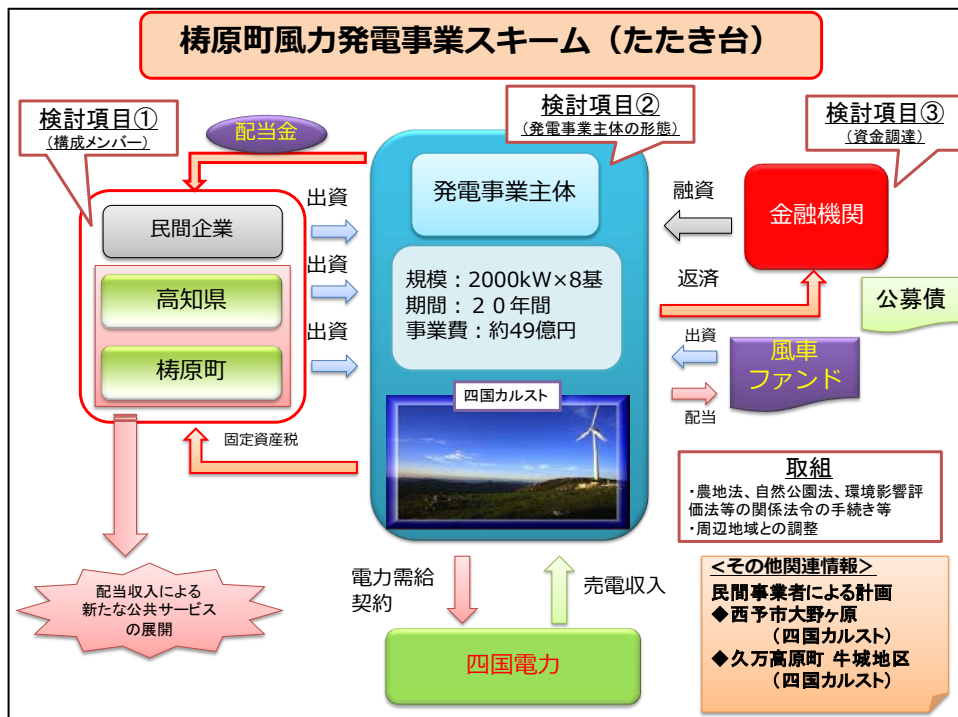 梼原町風力発電事業スキーム（たたき台）
検討項目①
（構成メンバー）
配当金
検討項目②
（発電事業主体の形態）
検討項目③
（資金調達）
民間企業
高知県
梼原町
出資
出資
出資
発電事業主体
規模：2000kW×8基
期間：２０年間
事業費：約49億円
四国カルスト
融資
返済
金融機関
公募債
出資
配当
風車
ファンド
固定資産税
配当収入による
新たな公共サービス
の展開
電力需給
契約
売電収入
四国電力
取組
・農地法、自然公園法、環境影響評
価法等の関係法令の手続き等
・周辺地域との調整
＜その他関連情報＞
民間事業者による計画
◆西予市大野ヶ原
（四国カルスト）
◆久万高原町 牛城地区
（四国カルスト）